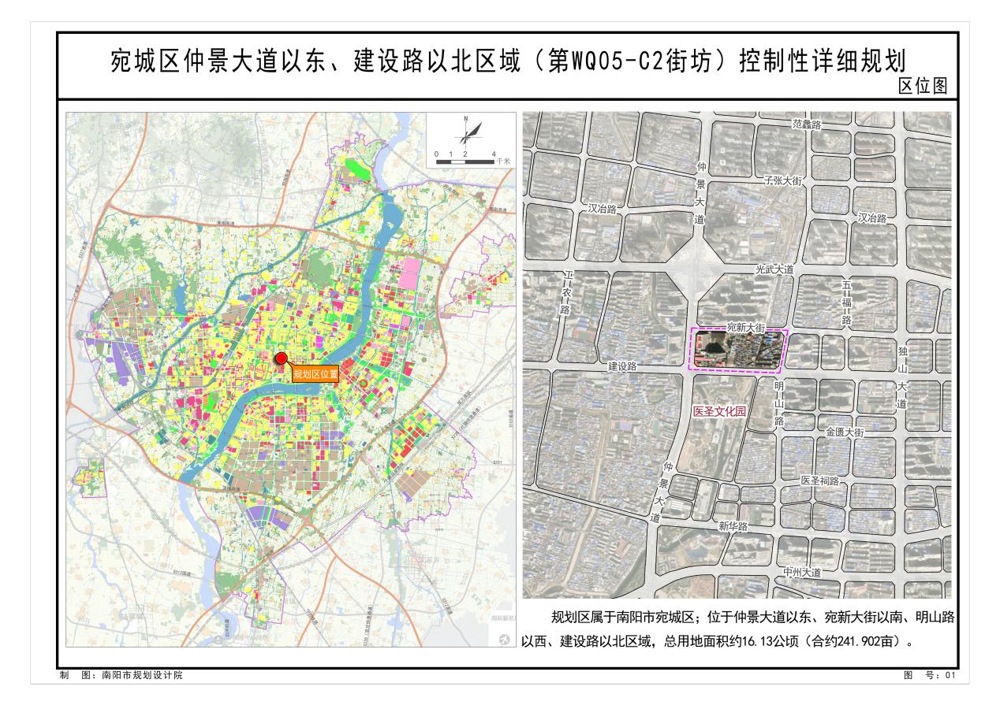 宛城区仲景大道以东、建设路以北区域（第WQ05-C2街坊）控制性详细规划
区位图
N
0 1 2 4
千米
规划区位置
S231
G312国道
范蠡路
仲景大道
子张大街
汉冶路
汉冶路
光武大道
工农路
五福路
宛新大街
独山大道
建设路
明山路
医圣文化园
金匮大街
仲景大道
医圣祠路
新华路
中州大道
规划区属于南阳市宛城区；位于仲景大道以东、宛新大街以南、明山路
以西、建设路以北区域，总用地面积约16.13公顷（合约241.902亩）。
制 图：南阳市规划设计院
图 号：01